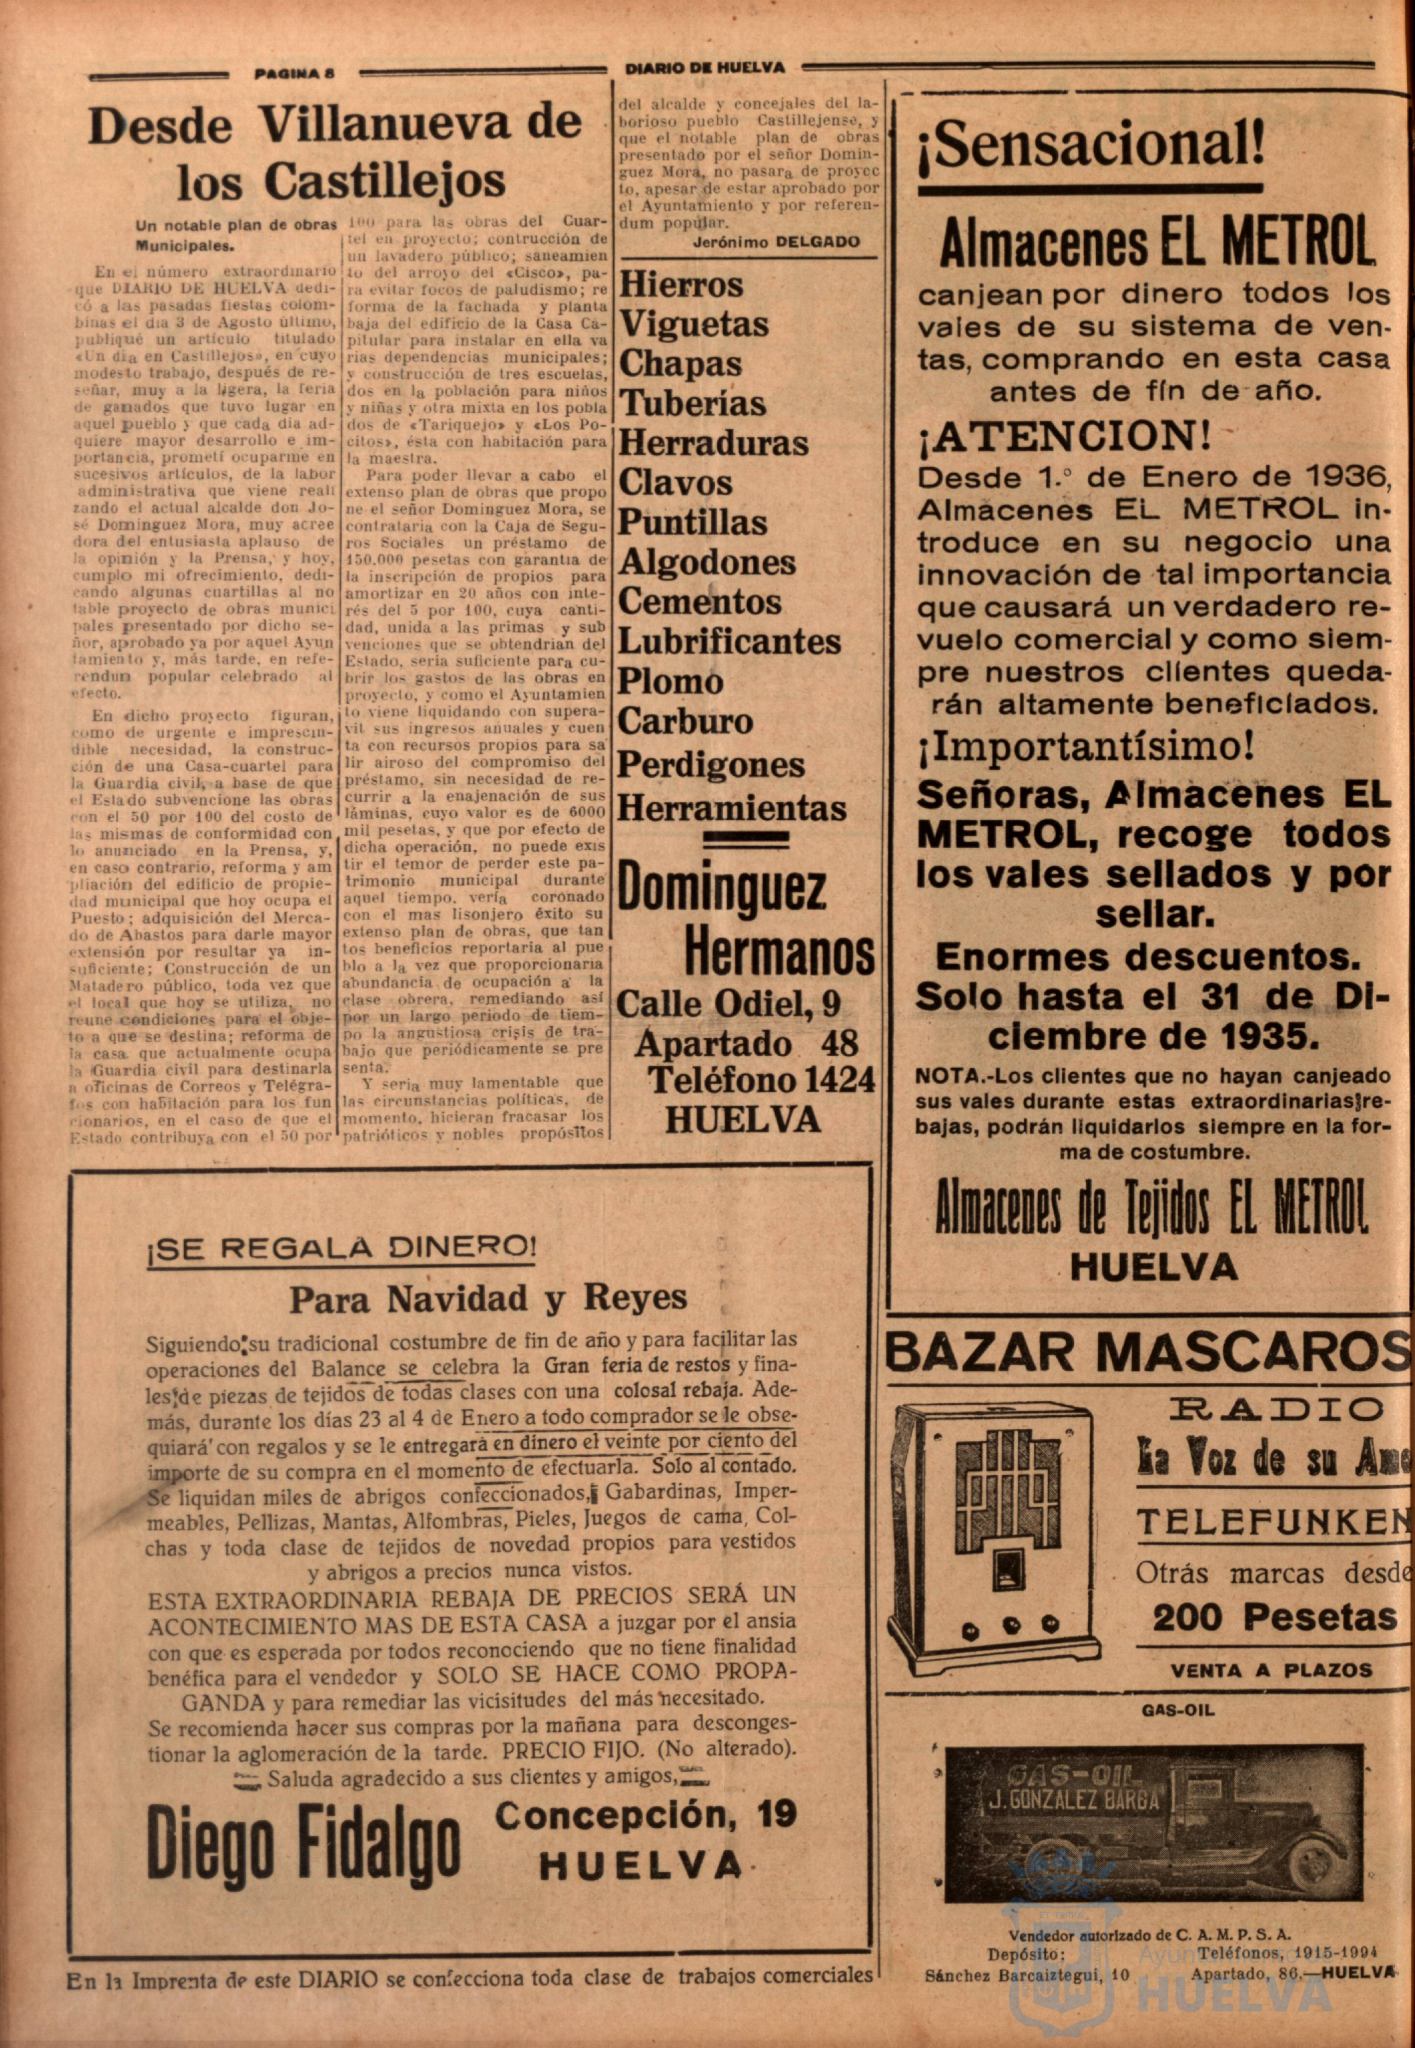 PAGINA 8
DIARIO DE HUELVA
Desde Villanueva de
los Castillejos
Un notable plan de obras
Municipales.
En el número extraordinario
que DIARIO DE HUELVA dedi-
có a las pasadas fiestas colom-
binas el dia 3 de Agosto último,
publiqué un artículo titulado
«Un dia en Castillejos», en cuyo
modesto trabajo, después de re-
señar, muy a la ligera, la feria
de ganados que tuvo lugar en
aquel pueblo y que cada dia ad-
quiere mayor desarrollo e im-
portancia, prometí ocuparme en
sucesivos artículos, de la labor
administrativa que viene reali
zando el actual alcalde don Jo-
sé Dominguez Mora, muy acree
dora del entusiasta aplauso de
la opinión y la Prensa, y hoy,
cumplo mi ofrecimiento, dedi-
cando algunas cuartillas al no
table proyecto de obras munici
pales presentado por dicho se-
ñor, aprobado ya por aquel Ayun
tamiento y, más tarde, en refe-
rendun popular celebrado al
efecto.
En dicho proyecto figuran,
como de urgente e imprescin-
dible necesidad, la construc-
ción de una Casa-cuartel para
la Guardia civil, a base de que
el Estado subvencione las obras
con el 50 por 100 del costo de
las mismas de conformidad con
lo anunciado en la Prensa, y,
en caso contrario, reforma y am
pliación del edificio de propie-
dad municipal que hoy ocupa el
Puesto; adquisición del Merca-
do de Abastos para darle mayor
extensión por resultar ya in-
suficiente; Construcción de un
Matadero público, toda vez que
el local que hoy se utiliza, no
reune condiciones para el obje-
to a que se destina; reforma de
la casa que actualmente ocupa
la Guardia civil para destinarla
a oficinas de Correos y Telégra-
fos con habitación para los fun
cionarios, en el caso de que el
Estado contribuya con el 50 por
100 para las obras del Cuar-
tel en proyecto; contrucción de
un lavadero público; saneamien
to del arroyo del «Cisco», pa-
ra evitar focos de paludismo; re
forma de la fachada y planta
baja del edificio de la Casa Ca-
pitular para instalar en ella va
rias dependencias municipales;
y construcción de tres escuelas,
dos en la población para niños
y niñas y otra mixta en los pobla
dos de «Tariquejo» y «Los Po-
citos», ésta con habitación para
la maestra.
Para poder llevar a cabo el
extenso plan de obras que propo
ne el señor Dominguez Mora, se
contrataria con la Caja de Segu-
ros Sociales un préstamo de
150.000 pesetas con garantia de
la inscripción de propios para
amortizar en 20 años con inte-
rés del 5 por 100, cuya canti-
dad, unida a las primas y sub
venciones que se obtendrian del
Estado, seria suficiente para cu-
brir los gastos de las obras en
proyecto, y como el Ayuntamien
to viene liquidando con supera-
vit sus ingresos anuales y cuen
ta con recursos propios para sa
lir airoso del compromiso del
préstamo, sin necesidad de re-
currir a la enajenación de sus
láminas, cuyo valor es de 6000
mil pesetas, y que por efecto de
dicha operación, no puede exis
tir el temor de perder este pa-
trimonio municipal durante
aquel tiempo. vería coronado
con el mas lisonjero éxito su
extenso plan de obras, que tan
tos beneficios reportaria al pue
blo a la vez que proporcionaria
abundancia de ocupación a la
clase obrera, remediando así
por un largo periodo de tiem-
po la angustiosa crisis de tra-
bajo que periódicamente se pre
senta.
Y seria muy lamentable que
las circunstancias políticas, de
momento, hicieran fracasar los
patrióticos y nobles propósitos
del alcalde y concejales del la-
borioso pueblo Castillejense, y
que el notable plan de obras
presentado por el señor Domin-
guez Mora, no pasara de proyec
to, apesar de estar aprobado por
el Ayuntamiento y por referen-
dum popular.
Jerónimo DELGADO
Hierros
Viguetas
Chapas
Tuberías
Herraduras
Clavos
Puntillas
Algodones
Cementos
Lubrificantes
Plomo
Carburo
Perdigones
Herramientas
Dominguez
Hermanos
Calle Odiel, 9
Apartado 48
Teléfono 1424
HUELVA
¡Sensacional!
Almacenes EL METROL
canjean por dinero todos los
vales de su sistema de ven-
tas, comprando en esta casa
antes de fín de año.
¡ATENCION!
Desde 1.º de Enero de 1936,
Almacenes EL METROL in-
troduce en su negocio una
innovación de tal importancia
que causará un verdadero re-
vuelo comercial y como siem-
pre nuestros clientes queda-
rán altamente beneficiados.
¡Importantísimo!
Señoras, Almacenes EL
METROL, recoge todos
los vales sellados y por
sellar.
Enormes descuentos.
Solo hasta el 31 de Di-
ciembre de 1935.
NOTA.-Los clientes que no hayan canjeado
sus vales durante estas extraordinarias re-
bajas, podrán liquidarlos siempre en la for-
ma de costumbre.
Almacenes de Tejidos EL METROL
HUELVA
¡SE REGALA DINERO!
Para Navidad y Reyes
Siguiendo su tradicional costumbre de fin de año y para facilitar las
operaciones del Balance se celebra la Gran feria de restos y fina-
les de piezas de tejidos de todas clases con una colosal rebaja. Ade-
más, durante los días 23 al 4 de Enero a todo comprador se le obse-
quiará con regalos y se le entregará en dinero el veinte por ciento del
importe de su compra en el momento de efectuarla. Solo al contado.
Se liquidan miles de abrigos confeccionados, Gabardinas, Imper-
meables, Pellizas, Mantas, Alfombras, Pieles, Juegos de cama, Col-
chas y toda clase de tejidos de novedad propios para vestidos
y abrigos a precios nunca vistos.
ESTA EXTRAORDINARIA REBAJA DE PRECIOS SERÁ UN
ACONTECIMIENTO MAS DE ESTA CASA a juzgar por el ansia
con que es esperada por todos reconociendo que no tiene finalidad
benéfica para el vendedor y SOLO SE HACE COMO PROPA-
GANDA y para remediar las vicisitudes del más necesitado.
Se recomienda hacer sus compras por la mañana para desconges-
tionar la aglomeración de la tarde. PRECIO FIJO. (No alterado).
Saluda agradecido a sus clientes y amigos,
Diego Fidalgo
Concepción, 19
HUELVA
BAZAR MASCAROS
RADIO
La Voz de su Amo
TELEFUNKEN
Otrás marcas desde
200 Pesetas
VENTA A PLAZOS
GAS-OIL
GAS-OIL
J. GONZALEZ BARBA
Vendedor autorizado de C. A. M. P. S. A.
Depósito:
Teléfonos, 1915-1994
Sánchez Barcaiztegui, 10
Apartado, 86.—HUELVA
En la Imprenta de este DIARIO se confecciona toda clase de trabajos comerciales
HUELVA